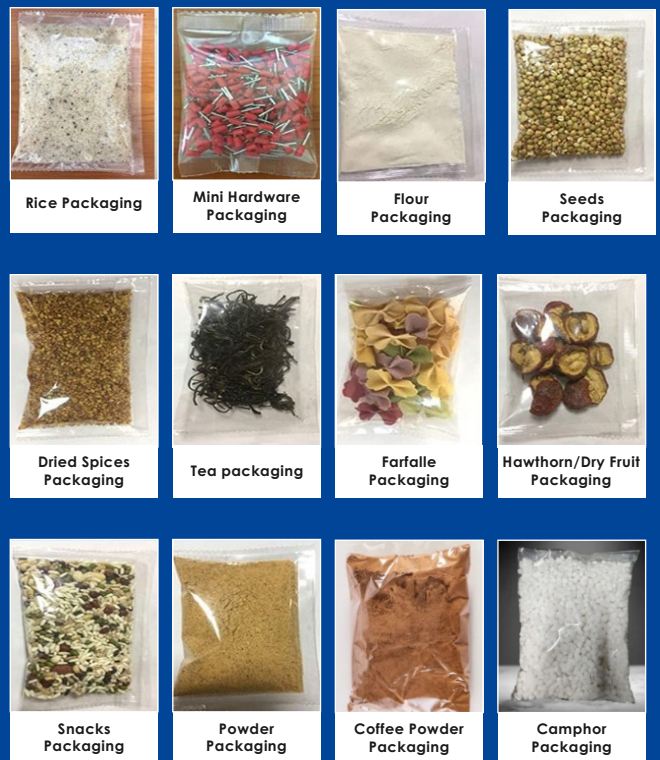 Rice Packaging
Mini Hardware
Packaging
Flour
Packaging
Seeds
Packaging
Dried Spices
Packaging
Tea packaging
Farfalle
Packaging
Hawthorn/Dry Fruit
Packaging
Snacks
Packaging
Powder
Packaging
Coffee Powder
Packaging
Camphor
Packaging